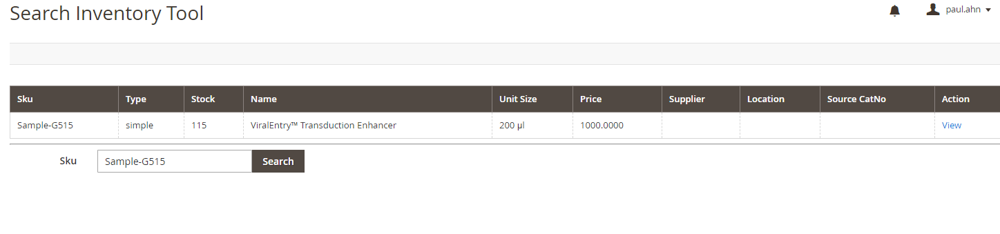 Search Inventory Tool
paul.ahn
Sku Type Stock Name Unit Size Price Supplier Location Source CatNo Action
Sample-G515 simple 115 ViralEntry™ Transduction Enhancer 200 µl 1000.0000 View
Sku Sample-G515 Search